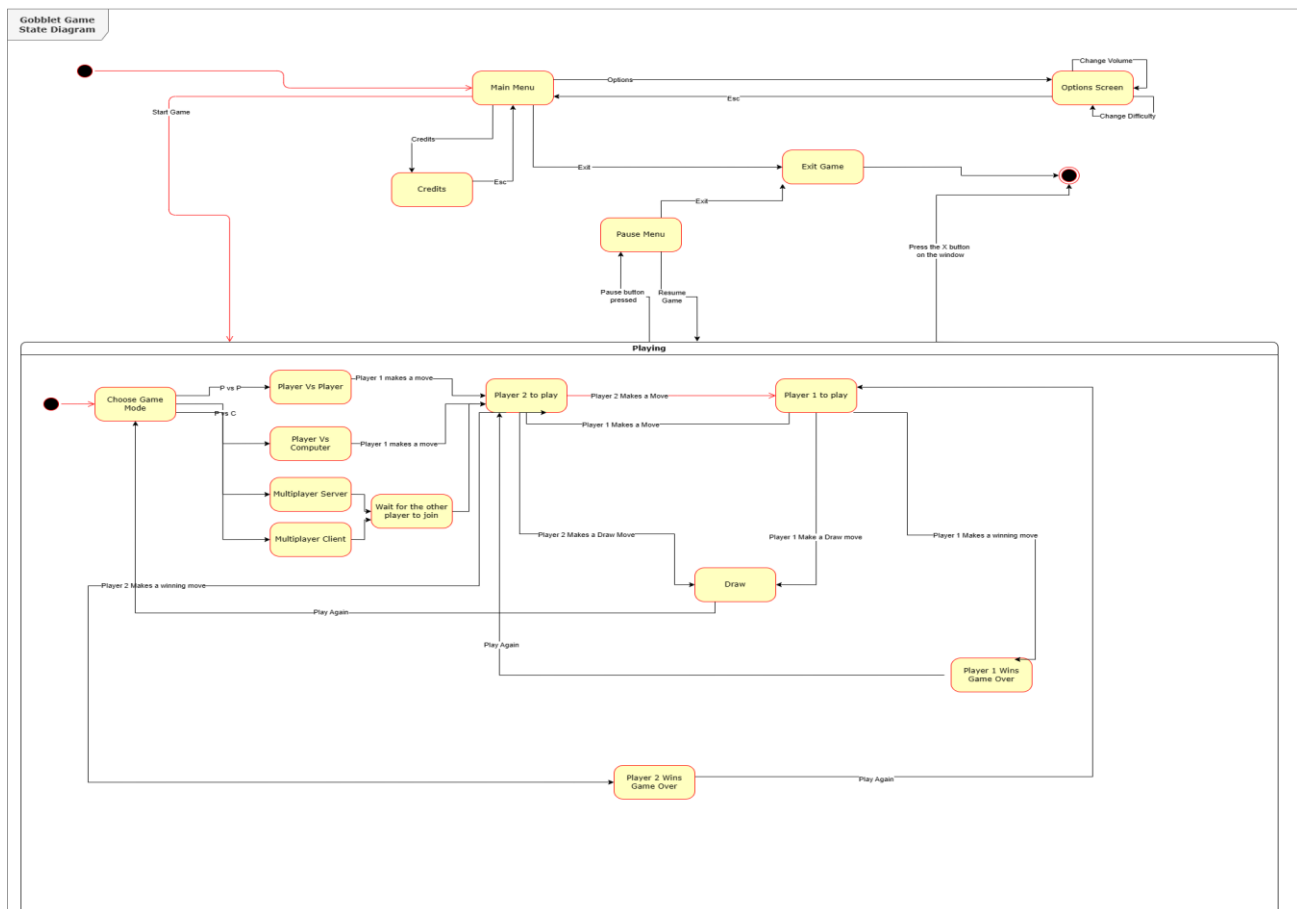 Gobblet Game
State Diagram
Main Menu
Options
Change Volume
Options Screen
Esc
Change Difficulty
Start Game
Credits
Credits
Esc
Exit
Exit Game
Exit
Pause Menu
Pause button
pressed
Resume
Game
Press the X button
on the window
Playing
Choose Game
Mode
P vs P
P vs C
Player Vs Player
Player 1 makes a move
Player Vs
Computer
Player 1 makes a move
Multiplayer Server
Multiplayer Client
Wait for the other
player to join
Player 2 to play
Player 2 Makes a Move
Player 1 to play
Player 1 Makes a Move
Player 2 Makes a Draw Move
Player 1 Make a Draw move
Player 1 Makes a winning move
Player 2 Makes a winning move
Draw
Play Again
Play Again
Player 1 Wins
Game Over
Player 2 Wins
Game Over
Play Again